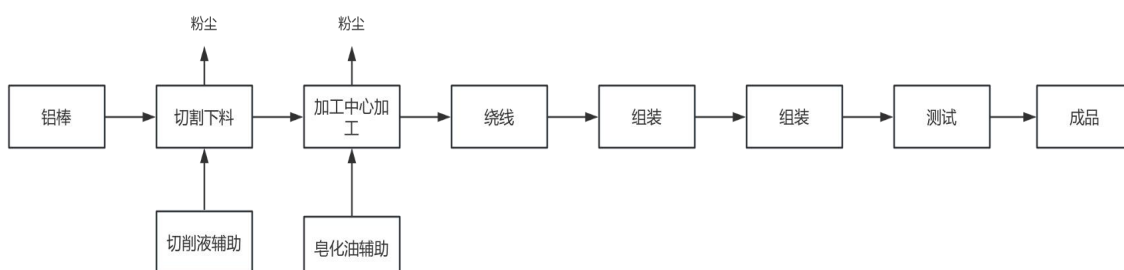 粉尘
粉尘
铝棒
切割下料
加工中心加
工
绕线
组装
组装
测试
成品
切削液辅助
皂化油辅助